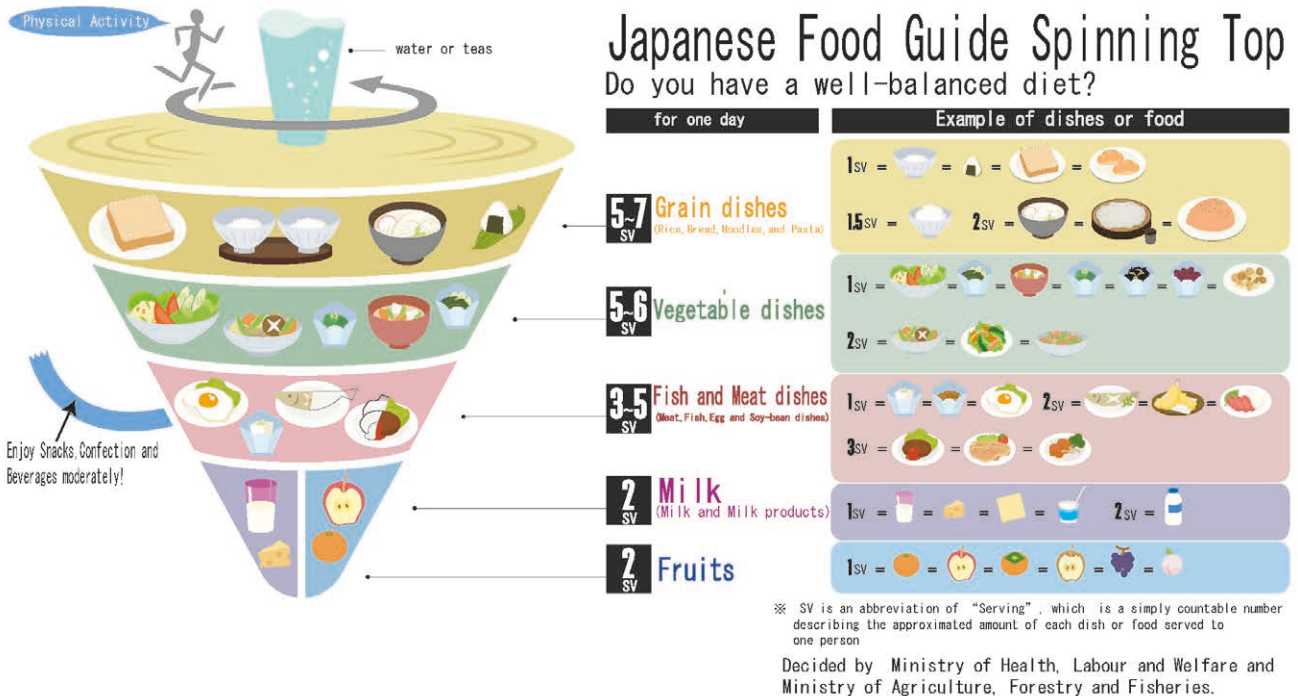 Physical Activity
water or teas
Japanese Food Guide Spinning Top
Do you have a well-balanced diet?
for one day
Example of dishes or food
5~7 SV
Grain dishes
(Rice, Bread, Noodles, and Pasta)
1SV = = = =
1.5SV = 2SV = = =
5~6 SV
Vegetable dishes
1SV = = = = = = =
2SV = = =
3~5 SV
Fish and Meat dishes
(Meat, Fish, Egg and Soy-bean dishes)
1SV = = = 2SV = = =
3SV = = =
Enjoy Snacks, Confection and
Beverages moderately!
2 SV
Milk
(Milk and Milk products)
1SV = = = = 2SV =
2 SV
Fruits
1SV = = = = = =
※ SV is an abbreviation of “Serving”, which is a simply countable number
describing the approximated amount of each dish or food served to
one person
Decided by Ministry of Health, Labour and Welfare and
Ministry of Agriculture, Forestry and Fisheries.